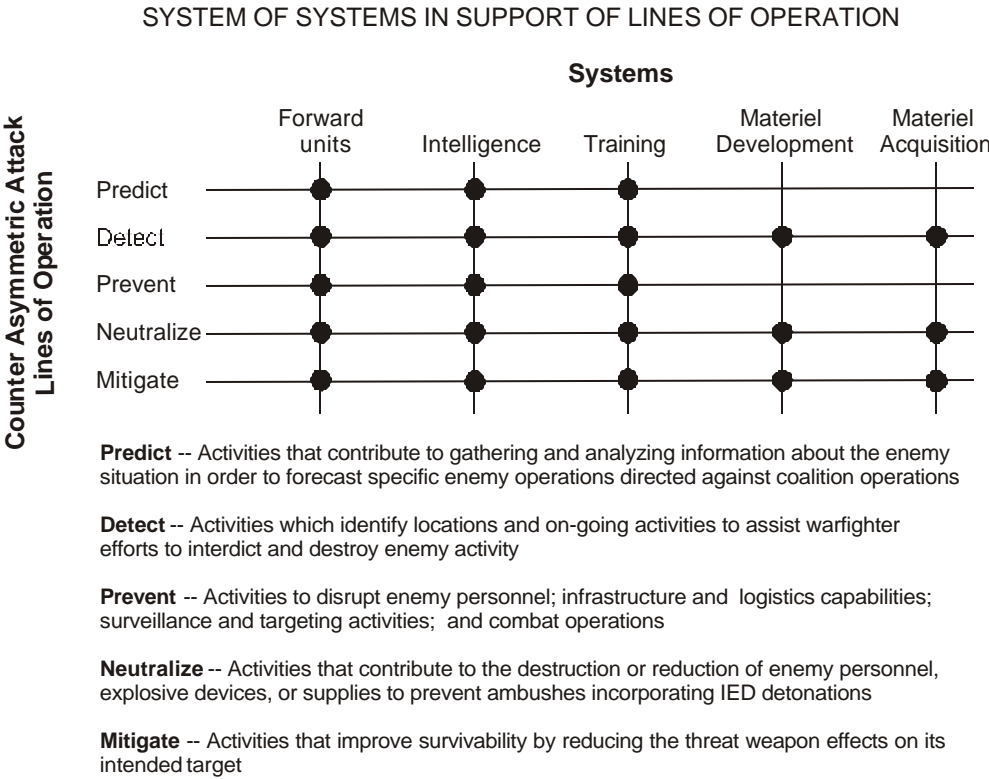 SYSTEM OF SYSTEMS IN SUPPORT OF LINES OF OPERATION
Systems
Forward
units
Intelligence
Training
Materiel
Development
Materiel
Acquisition
Counter Asymmetric Attack
Lines of Operation
Predict
Detect
Prevent
Neutralize
Mitigate
Predict -- Activities that contribute to gathering and analyzing information about the enemy
situation in order to forecast specific enemy operations directed against coalition operations
Detect -- Activities which identify locations and on-going activities to assist warfighter
efforts to interdict and destroy enemy activity
Prevent -- Activities to disrupt enemy personnel; infrastructure and logistics capabilities;
surveillance and targeting activities; and combat operations
Neutralize -- Activities that contribute to the destruction or reduction of enemy personnel,
explosive devices, or supplies to prevent ambushes incorporating IED detonations
Mitigate -- Activities that improve survivability by reducing the threat weapon effects on its
intended target